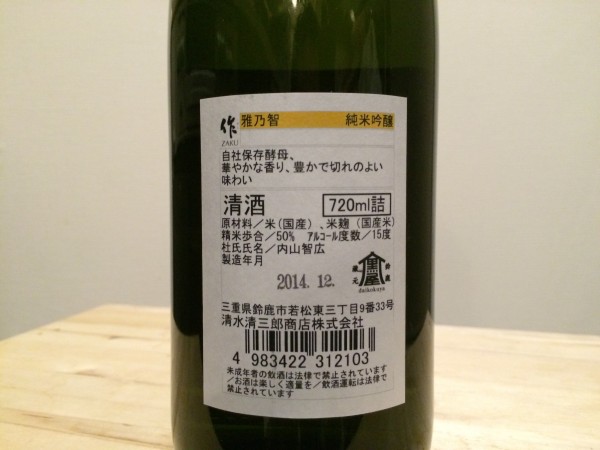 作 雅乃智 純米吟醸
ZAKU
自社保存酵母、
華やかな香り、豊かで切れのよい
味わい
清酒 720ml詰
原材料/米(国産)、米麹(国産米)
精米歩合/50% アルコール度数/15度
杜氏氏名/内山智広
製造年月
2014.12.
蔵元 鈴鹿
daikokuya
三重県鈴鹿市若松東三丁目9番33号
清水清三郎商店株式会社
4 983422 312103
未成年者の飲酒は法律で禁止されています
/お酒は楽しく適量を/飲酒運転は法律で
禁止されています